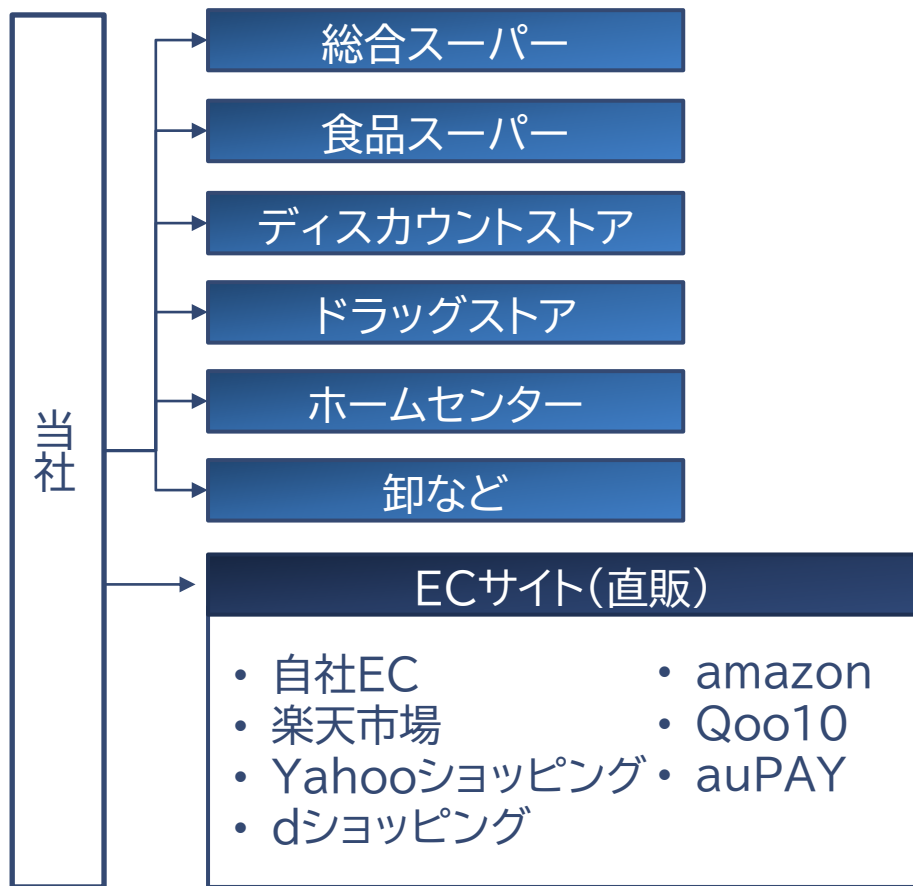 当社
総合スーパー
食品スーパー
ディスカウントストア
ドラッグストア
ホームセンター
卸など
ECサイト(直販)
• 自社EC
• 楽天市場
• Yahooショッピング
• dショッピング
• amazon
• Qoo10
• auPAY